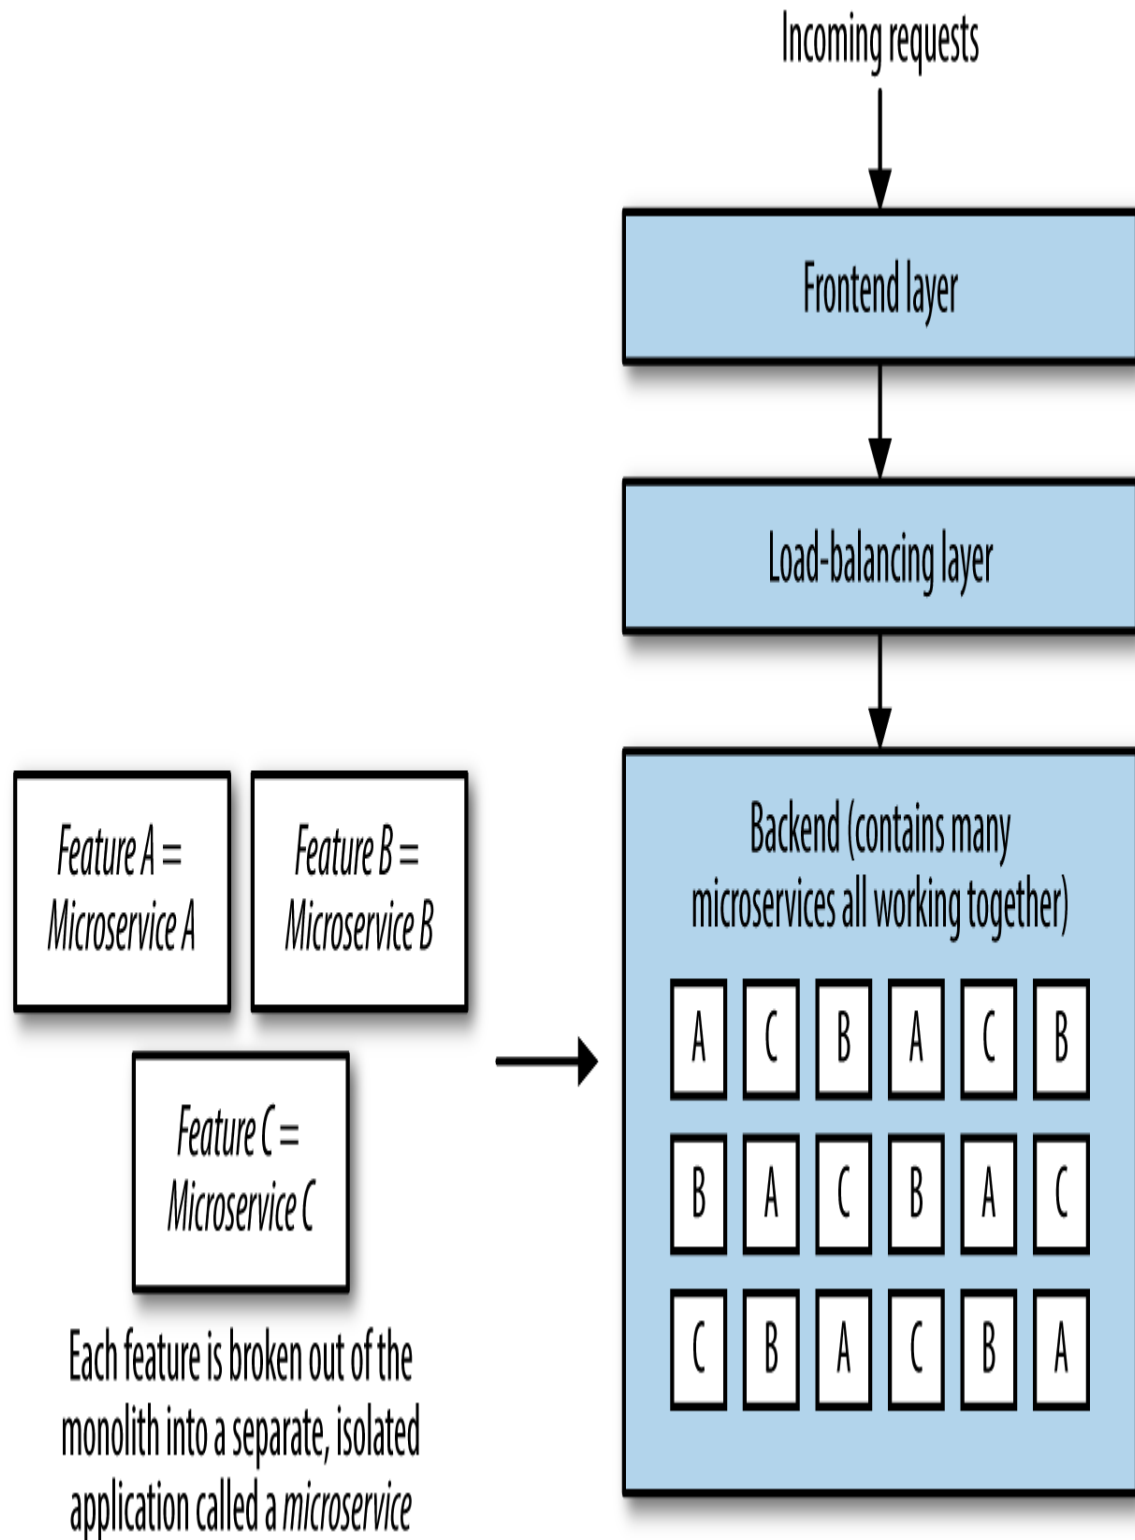 Incoming requests
Frontend layer
Load-balancing layer
Feature A =
Microservice A
Feature B =
Microservice B
Feature C =
Microservice C
Each feature is broken out of the
monolith into a separate, isolated
application called a microservice
Backend (contains many
microservices all working together)
A C B A C B
B A C B A C
C B A C B A